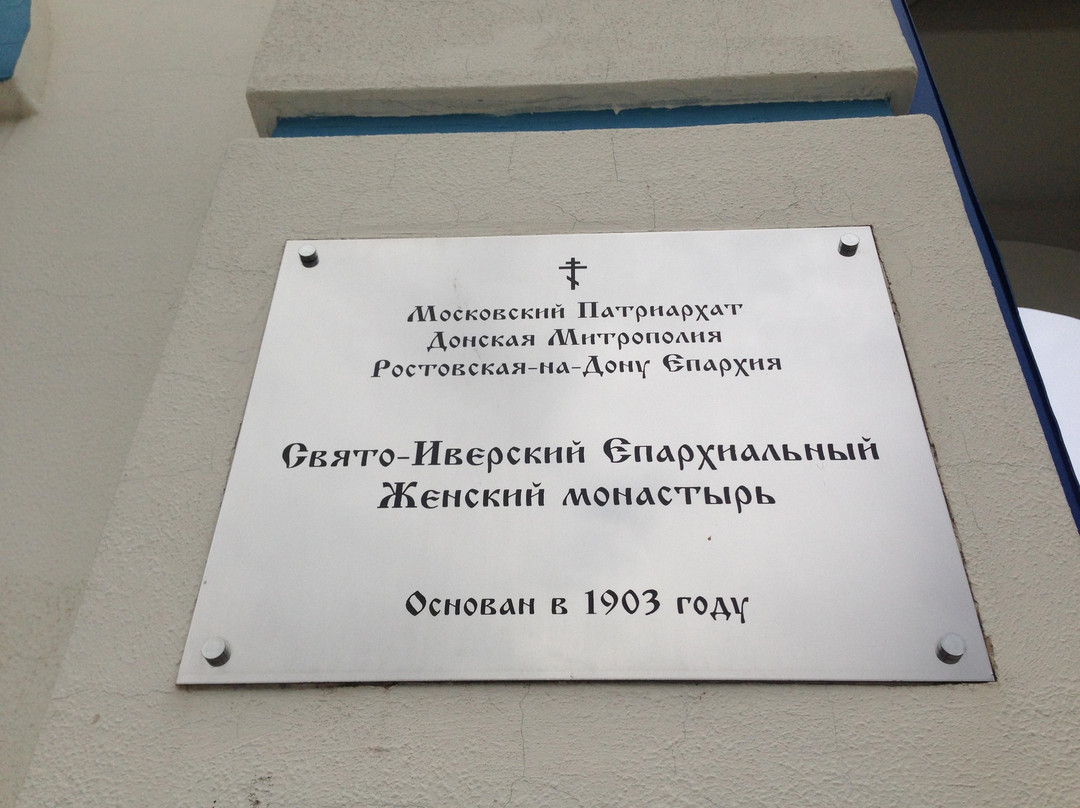 Московский Патриархат
Донская Митрополия
Ростовская-на-Дону Епархия
Свято-Иверский Епархиальный
Женский монастырь
Основан в 1903 году